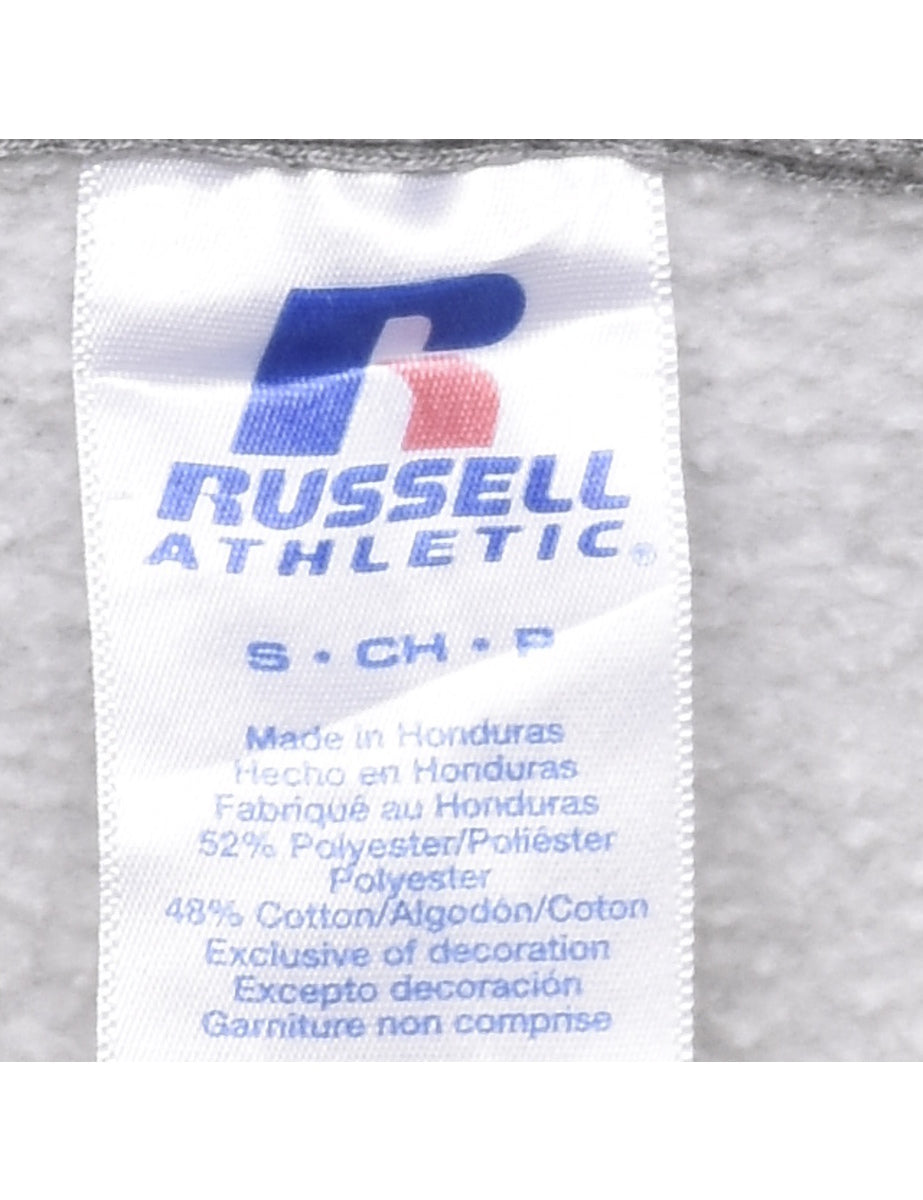 RUSSELL
ATHLETIC®
S • CH • P
Made in Honduras
Hecho en Honduras
Fabriqué au Honduras
52% Polyester/Poliéster
Polyester
48% Cotton/Algodón/Coton
Exclusive of decoration
Excepto decoración
Garniture non comprise